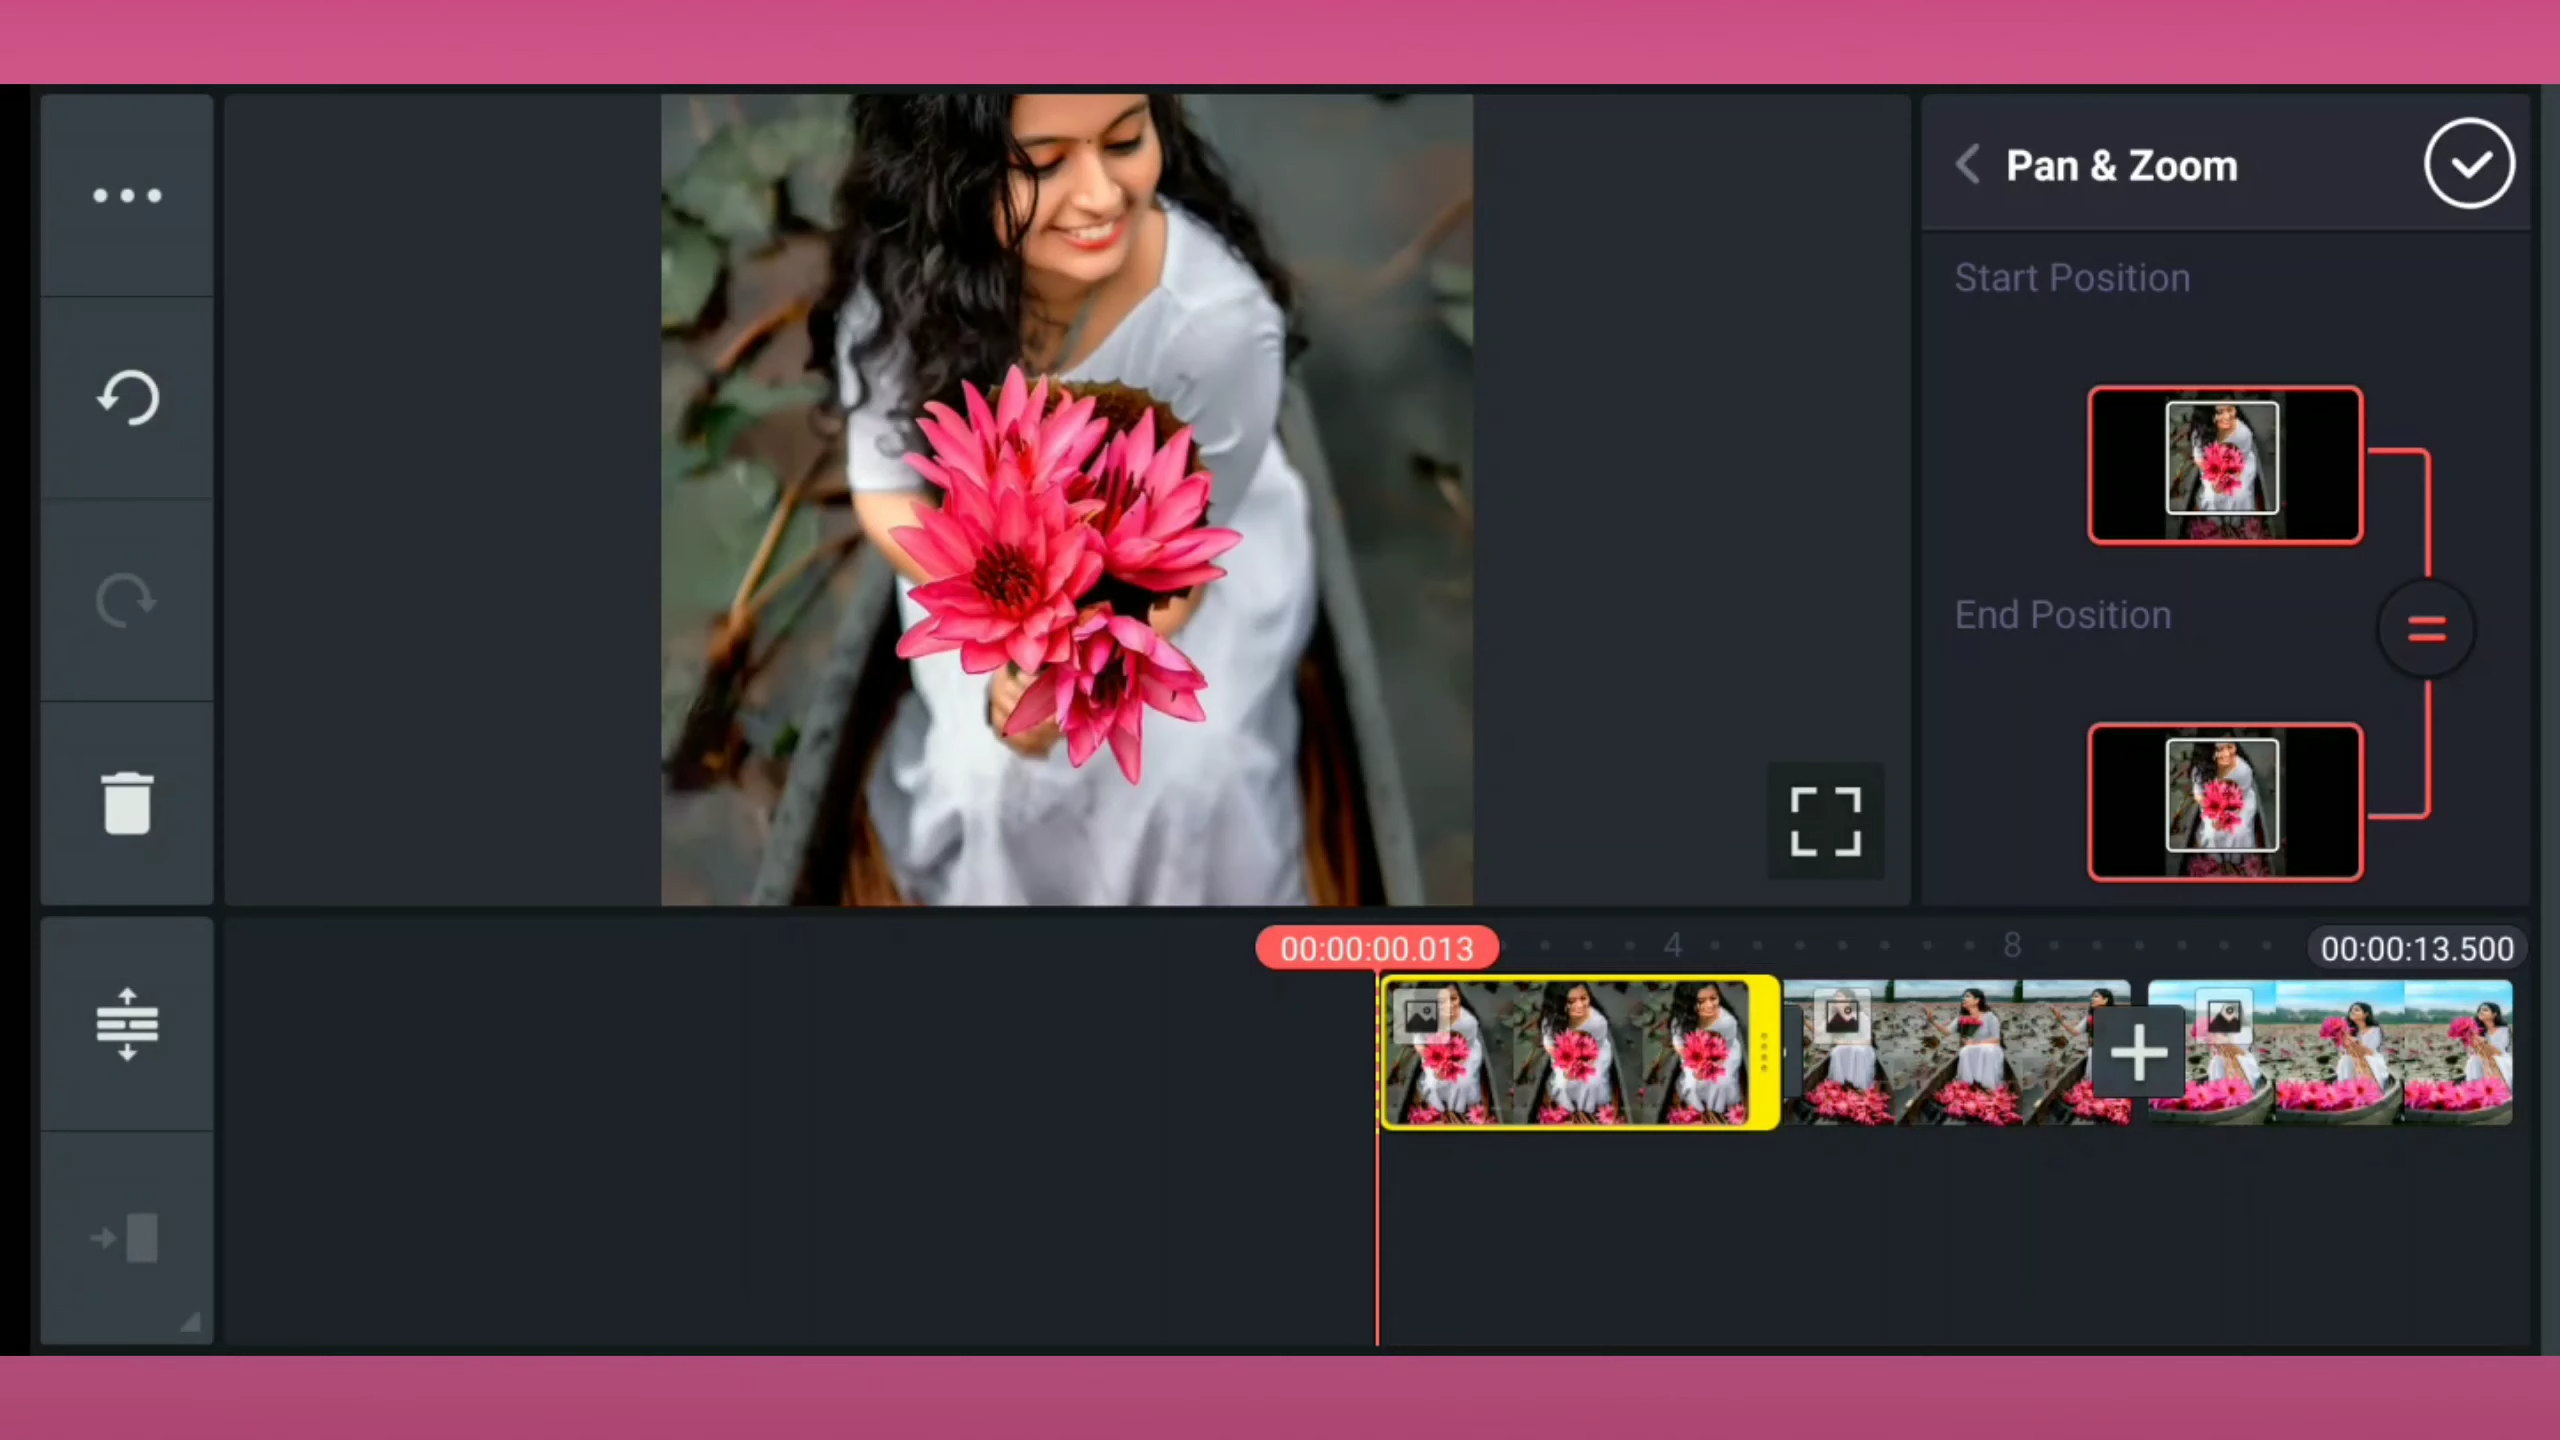 Pan & Zoom
Start Position
End Position
00:00:00.013
4
8
00:00:13.500